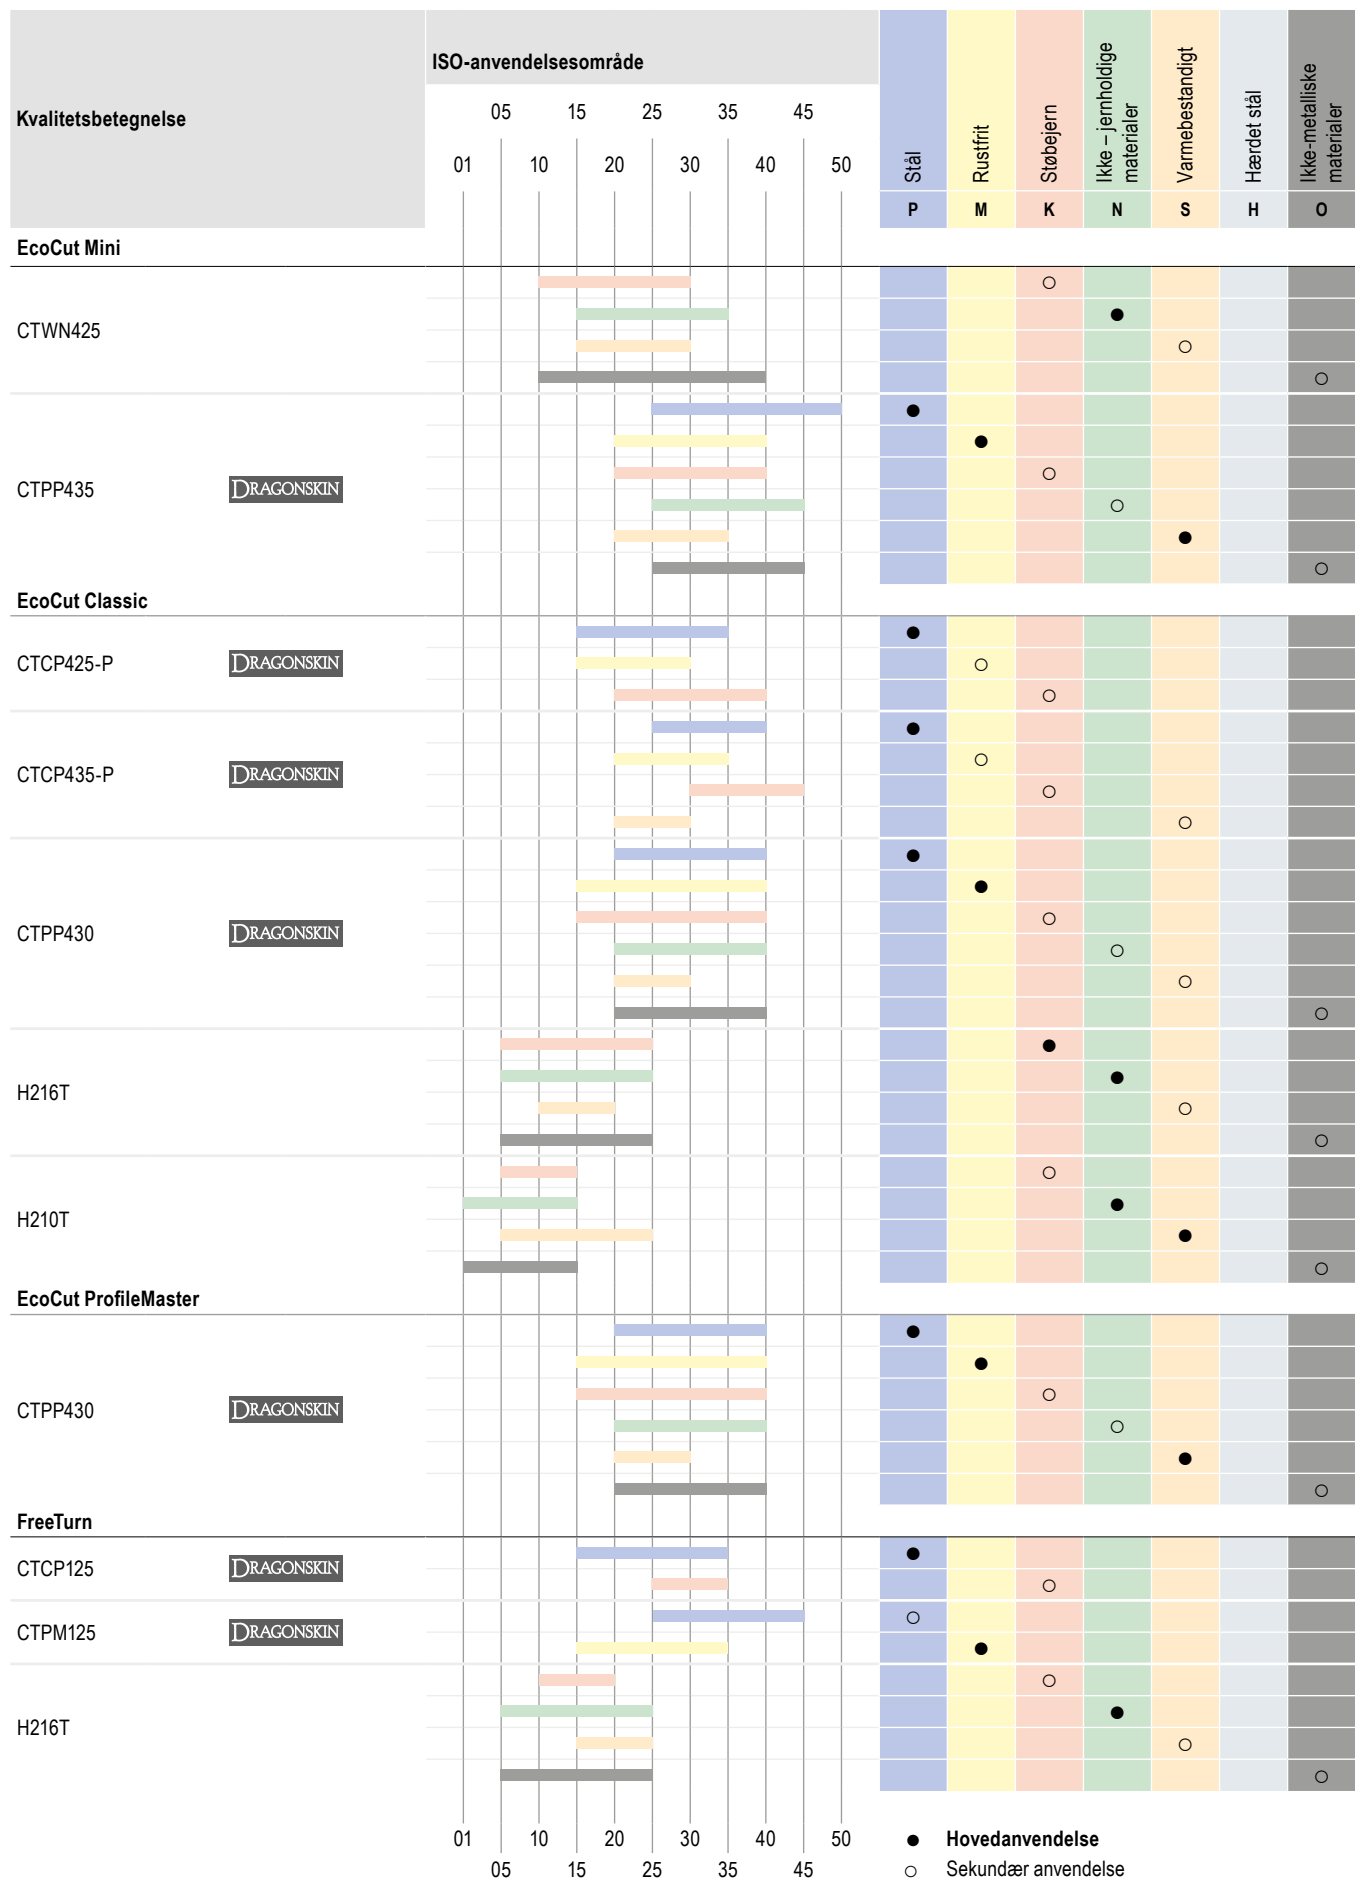 ISO-anvendelsesområde
Kvalitetsbetegnelse
05 15 25 35 45
01 10 20 30 40 50
Stål
Rustfrit
Støbejern
Ikke – jernholdige
materialer
Varmebestandigt
Hærdet stål
Ikke-metalliske
materialer
P M K N S H O
EcoCut Mini
CTWN425
CTPP435 DRAGONSKIN
EcoCut Classic
CTCP425-P DRAGONSKIN
CTCP435-P DRAGONSKIN
CTPP430 DRAGONSKIN
H216T
H210T
EcoCut ProfileMaster
CTPP430 DRAGONSKIN
FreeTurn
CTCP125 DRAGONSKIN
CTPM125 DRAGONSKIN
H216T
01 10 20 30 40 50
05 15 25 35 45
● Hovedanvendelse
○ Sekundær anvendelse